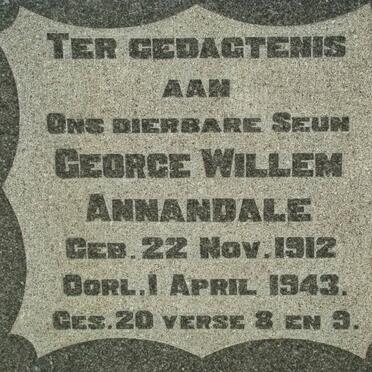 TER GEDAGTENIS
AAN
ONS DIERBARE SEUN
GEORGE WILLEM
ANNANDALE
GEB. 22 NOV. 1912
OORL. 1 APRIL 1943.
GES. 20 VERSE 8 EN 9.